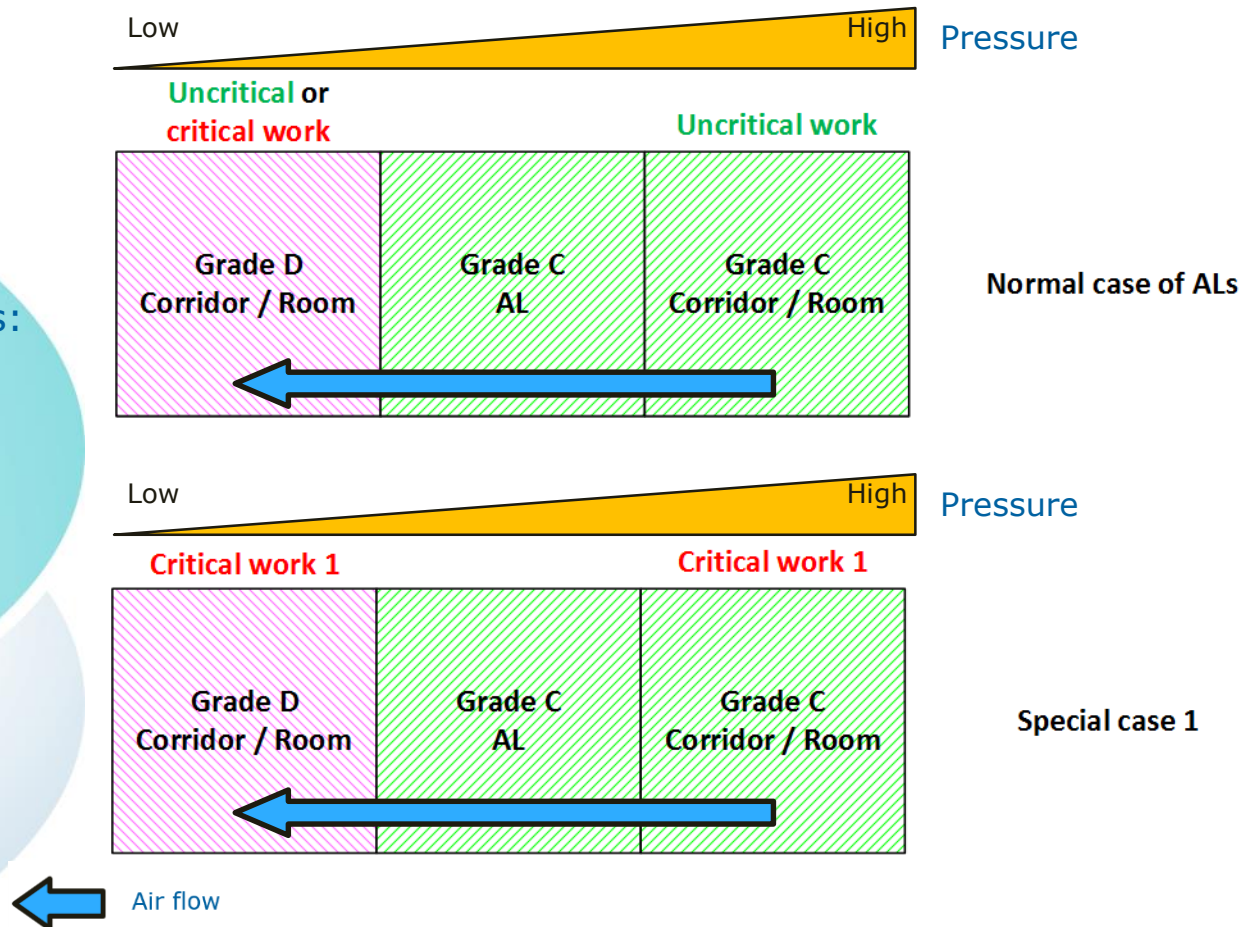 Low
High
Pressure
Uncritical or
critical work
Uncritical work
Grade D
Corridor / Room
Grade C
AL
Grade C
Corridor / Room
Normal case of ALs
s:
Low
High
Pressure
Critical work 1
Critical work 1
Grade D
Corridor / Room
Grade C
AL
Grade C
Corridor / Room
Special case 1
Air flow